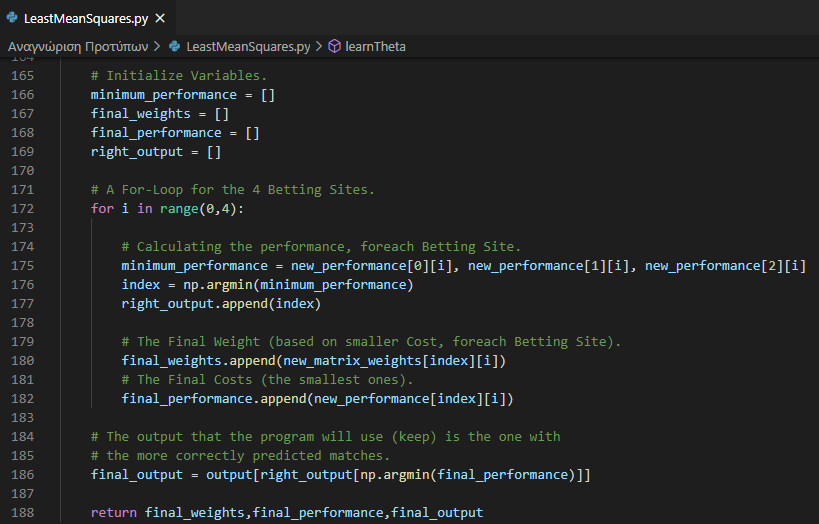 LeastMeanSquares.py ×
Αναγνώριση Προτύπων > LeastMeanSquares.py > learnTheta
164
165 # Initialize Variables.
166 minimum_performance = []
167 final_weights = []
168 final_performance = []
169 right_output = []
170
171 # A For-Loop for the 4 Betting Sites.
172 for i in range(0,4):
173
174 # Calculating the performance, foreach Betting Site.
175 minimum_performance = new_performance[0][i], new_performance[1][i], new_performance[2][i]
176 index = np.argmin(minimum_performance)
177 right_output.append(index)
178
179 # The Final Weight (based on smaller Cost, foreach Betting Site).
180 final_weights.append(new_matrix_weights[index][i])
181 # The Final Costs (the smallest ones).
182 final_performance.append(new_performance[index][i])
183
184 # The output that the program will use (keep) is the one with
185 # the more correctly predicted matches.
186 final_output = output[right_output[np.argmin(final_performance)]]
187
188 return final_weights,final_performance,final_output